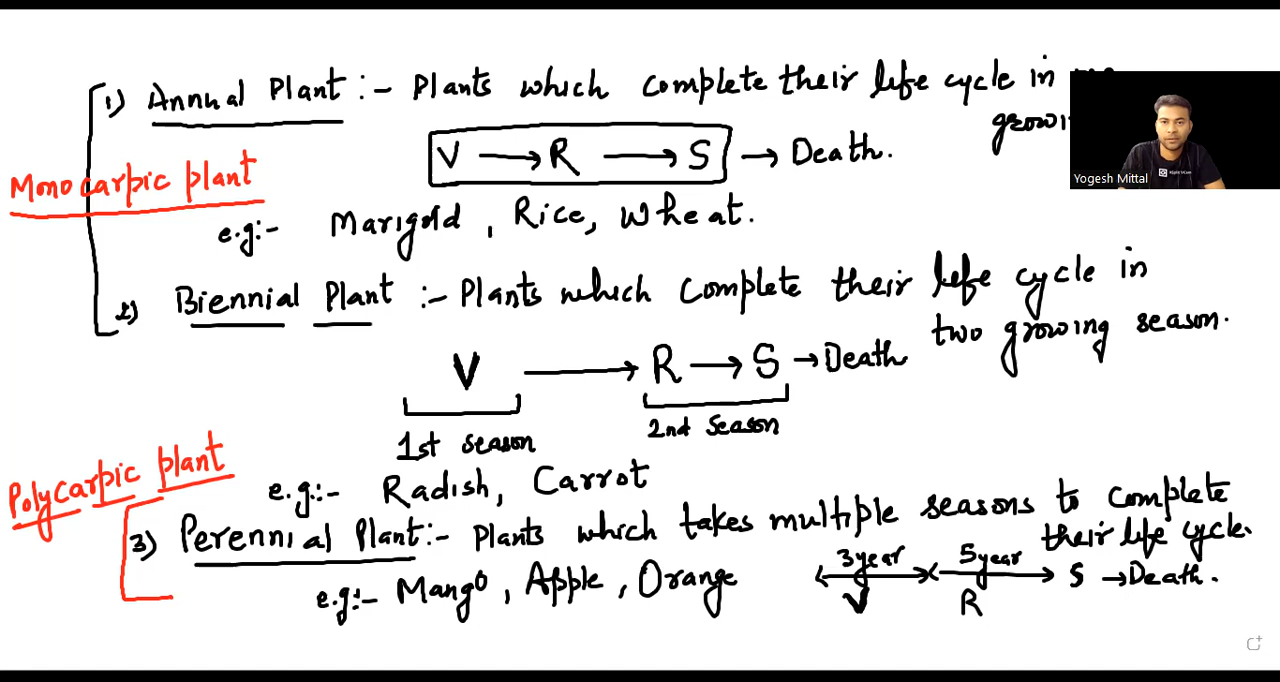 1) Annual Plant :- Plants which complete their life cycle in
growing
V → R → S → Death.
Monocarpic plant
e.g:- Marigold, Rice, Wheat.
2) Biennial Plant :- Plants which complete their life cycle in
two growing season.
V → R → S → Death
1st season 2nd Season
e.g:- Radish, Carrot
Polycarpic plant
3) Perennial Plant:- Plants which takes multiple seasons to complete
their life cycle.
e.g:- Mango, Apple, Orange
3year 5year
V R S → Death.
Yogesh Mittal